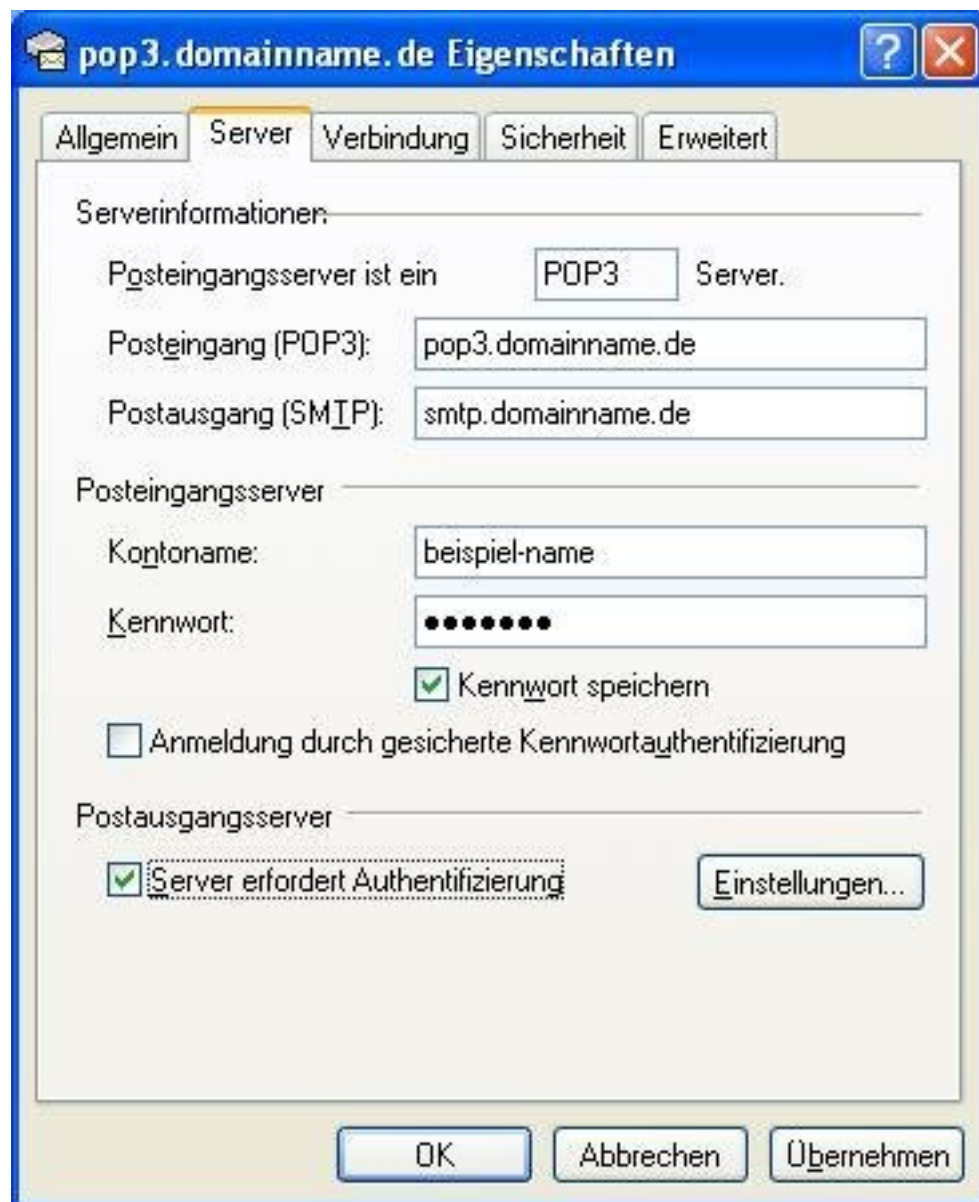 pop3.domainname.de Eigenschaften
Allgemein Server Verbindung Sicherheit Erweitert
Serverinformationen
Posteingangsserver ist ein POP3 Server.
Posteingang (POP3): pop3.domainname.de
Postausgang (SMTP): smtp.domainname.de
Posteingangsserver
Kontoname: beispiel-name
Kennwort: ●●●●●●●
Kennwort speichern
Anmeldung durch gesicherte Kennwortauthentifizierung
Postausgangsserver
Server erfordert Authentifizierung Einstellungen...
OK Abbrechen Übernehmen